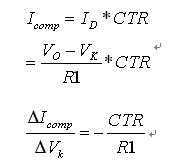 I_comp = I_D * CTR ↵
= (V_O − V_K) / R1 * CTR
ΔI_comp / ΔV_k = − CTR / R1 ↵